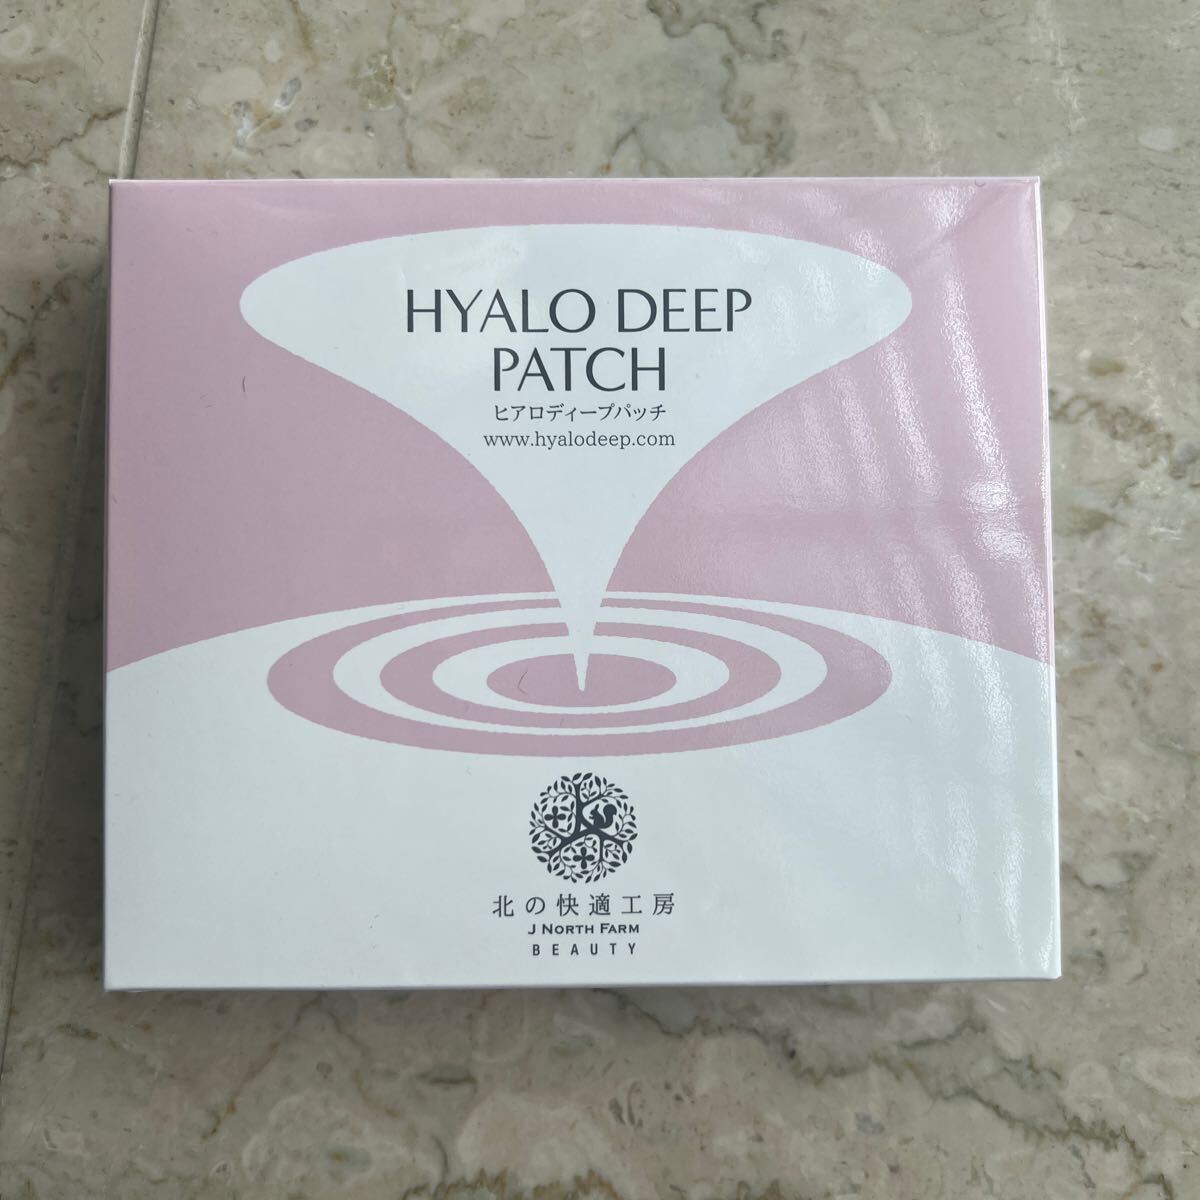 HYALO DEEP
PATCH
ヒアロディープパッチ
www.hyalodeep.com
北の快適工房
J NORTH FARM
BEAUTY